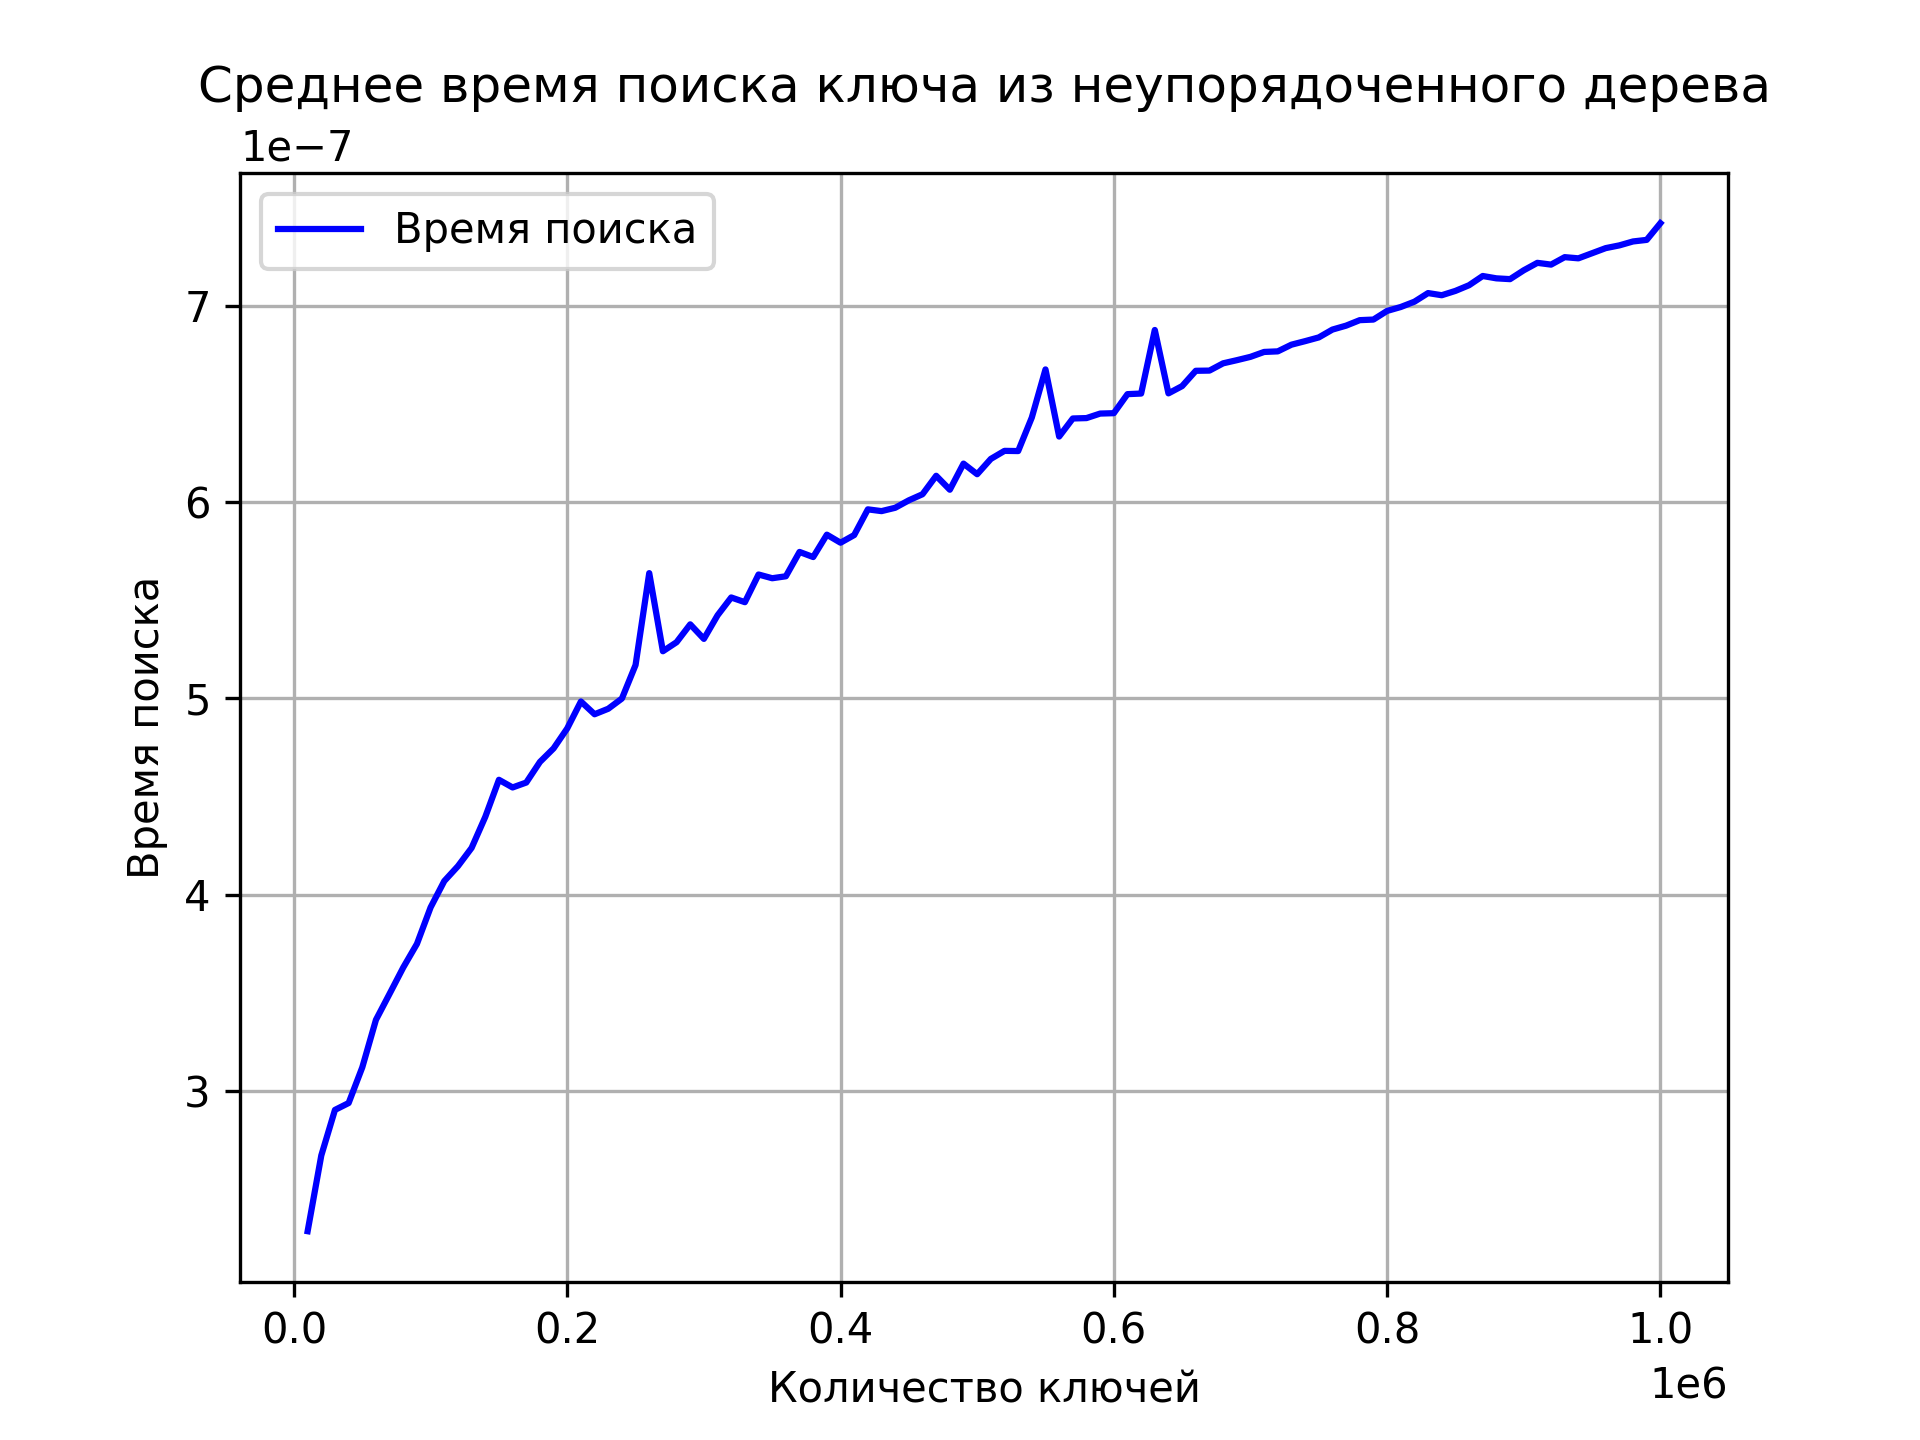 Среднее время поиска ключа из неупорядоченного дерева
1e−7
Время поиска
7
6
5
4
3
Время поиска
0.0 0.2 0.4 0.6 0.8 1.0
Количество ключей
1e6